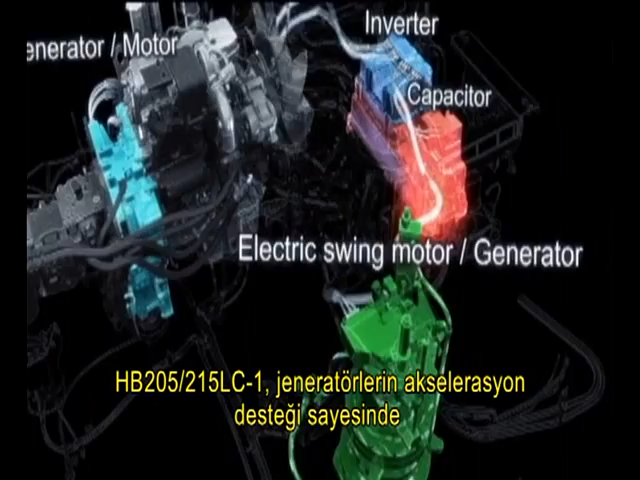 Inverter
enerator / Motor
Capacitor
Electric swing motor / Generator
HB205/215LC-1, jeneratörlerin akselerasyon
desteği sayesinde